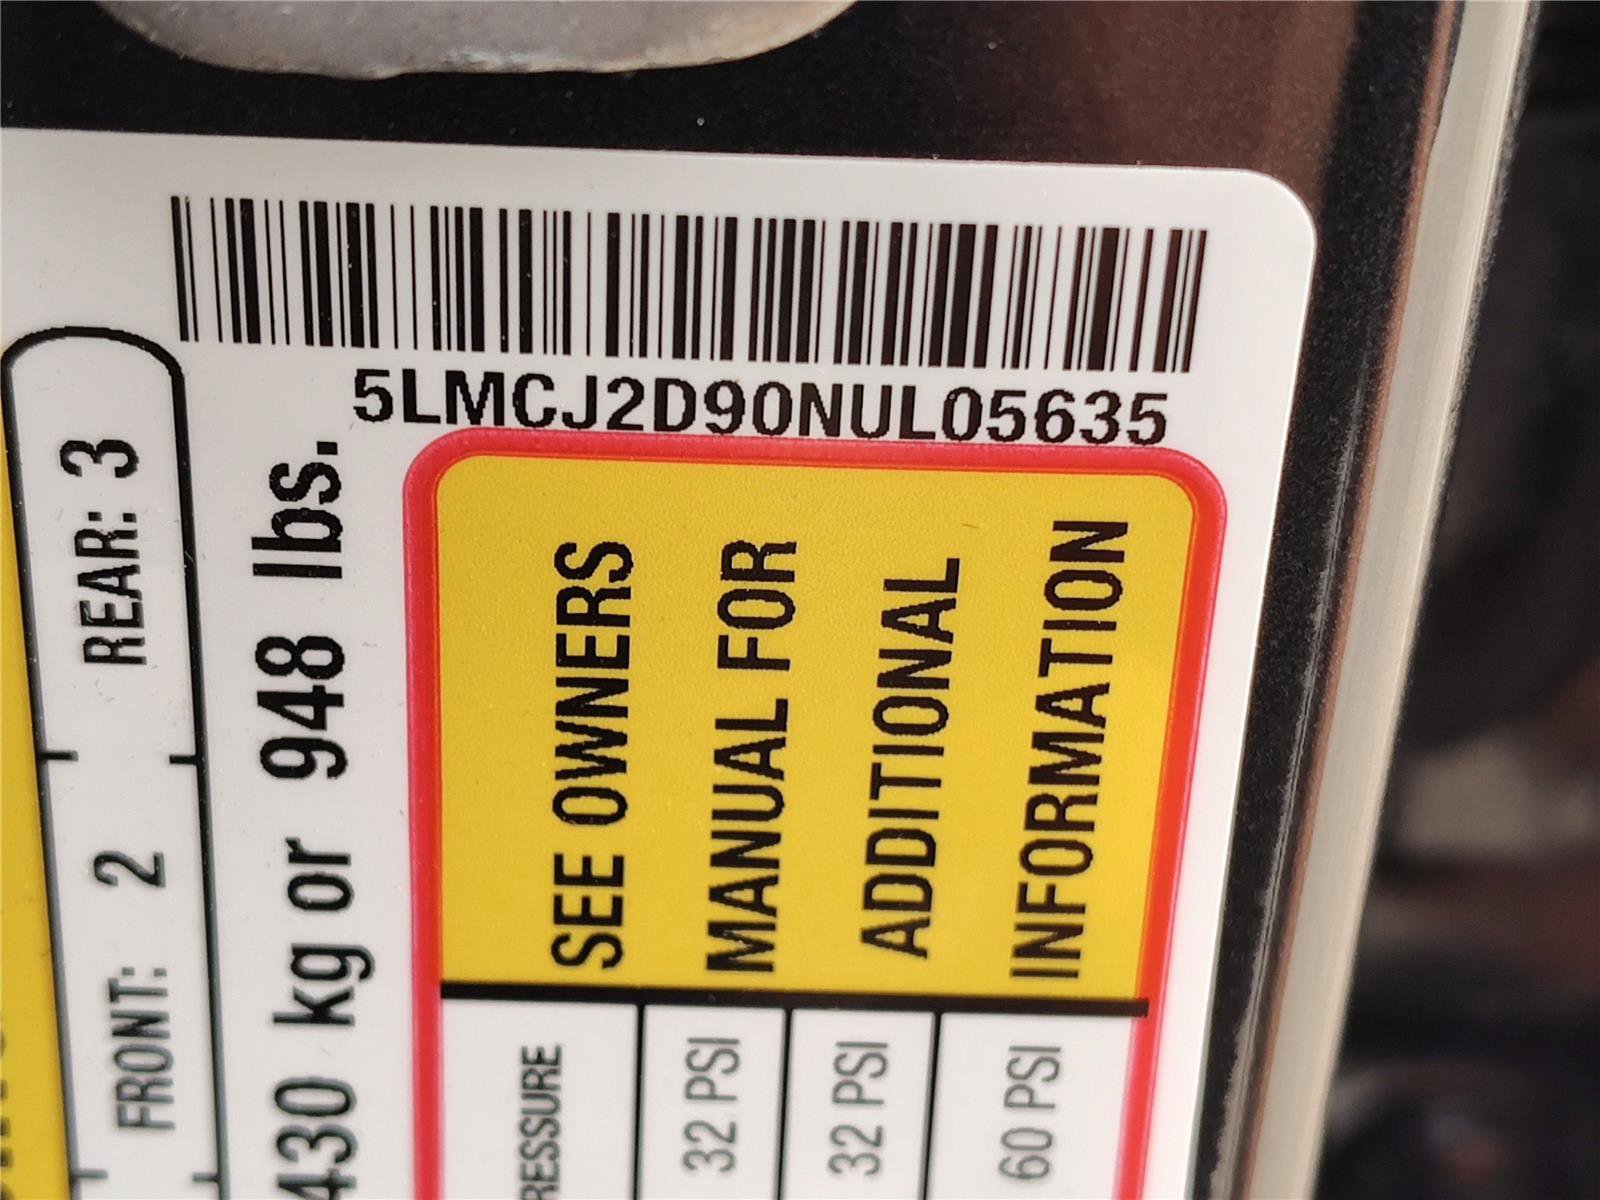 5LMCJ2D90NUL05635
FRONT: 2 REAR: 3
430 kg or 948 lbs.
RESSURE
SEE OWNERS
MANUAL FOR
ADDITIONAL
INFORMATION
32 PSI
32 PSI
60 PSI